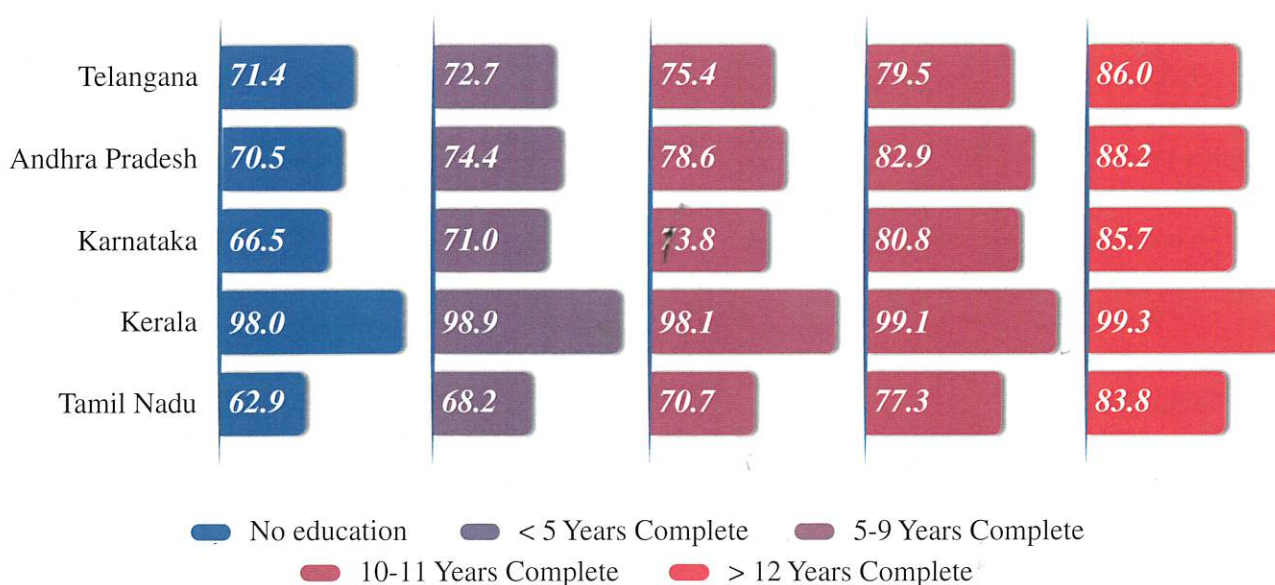 Telangana 71.4 72.7 75.4 79.5 86.0
Andhra Pradesh 70.5 74.4 78.6 82.9 88.2
Karnataka 66.5 71.0 73.8 80.8 85.7
Kerala 98.0 98.9 98.1 99.1 99.3
Tamil Nadu 62.9 68.2 70.7 77.3 83.8
No education < 5 Years Complete 5-9 Years Complete
10-11 Years Complete > 12 Years Complete